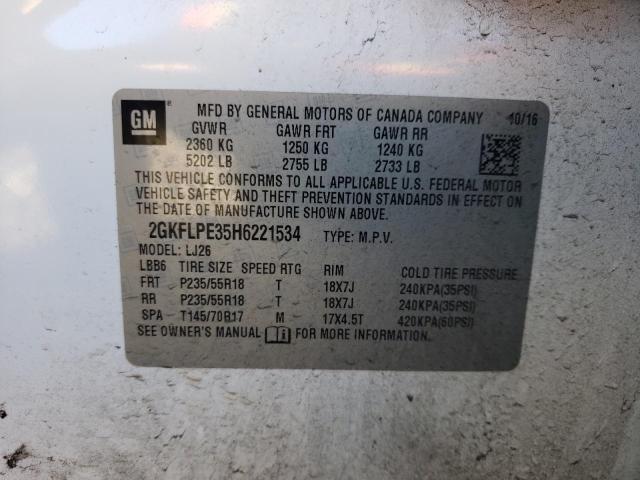 GM
MFD BY GENERAL MOTORS OF CANADA COMPANY 10/16
GVWR GAWR FRT GAWR RR
2360 KG 1250 KG 1240 KG
5202 LB 2755 LB 2733 LB
THIS VEHICLE CONFORMS TO ALL APPLICABLE U.S. FEDERAL MOTOR
VEHICLE SAFETY AND THEFT PREVENTION STANDARDS IN EFFECT
ON THE DATE OF MANUFACTURE SHOWN ABOVE.
2GKFLPE35H6221534 TYPE: M.P.V.
MODEL: LJ26
LBB6 TIRE SIZE SPEED RTG RIM COLD TIRE PRESSURE
FRT P235/55R18 T 18X7J 240KPA(35PSI)
RR P235/55R18 T 18X7J 240KPA(35PSI)
SPA T145/70R17 M 17X4.5T 420KPA(60PSI)
SEE OWNER'S MANUAL FOR MORE INFORMATION.